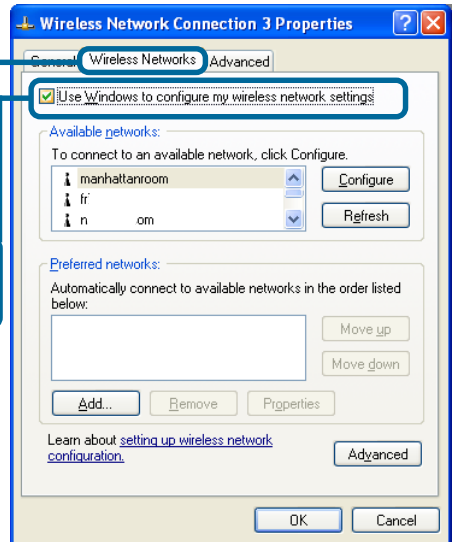 Wireless Network Connection 3 Properties
General Wireless Networks Advanced
Use Windows to configure my wireless network settings
Available networks:
To connect to an available network, click Configure.
manhattanroom
Configure
fr
n om
Refresh
Preferred networks:
Automatically connect to available networks in the order listed
below:
Move up
Move down
Add... Remove Properties
Learn about setting up wireless network
configuration.
Advanced
OK Cancel